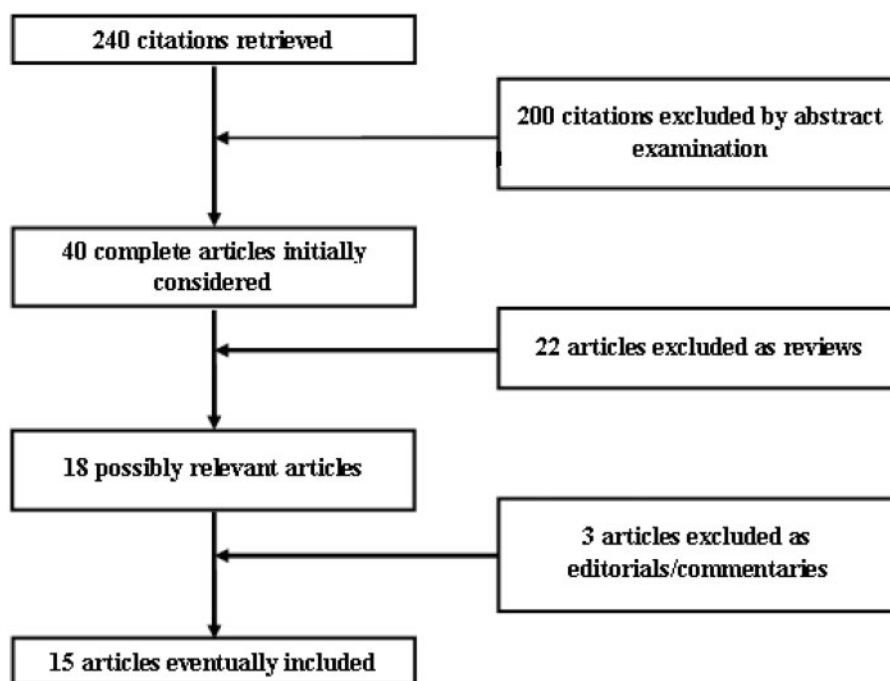 240 citations retrieved
200 citations excluded by abstract
examination
40 complete articles initially
considered
22 articles excluded as reviews
18 possibly relevant articles
3 articles excluded as
editorials/commentaries
15 articles eventually included